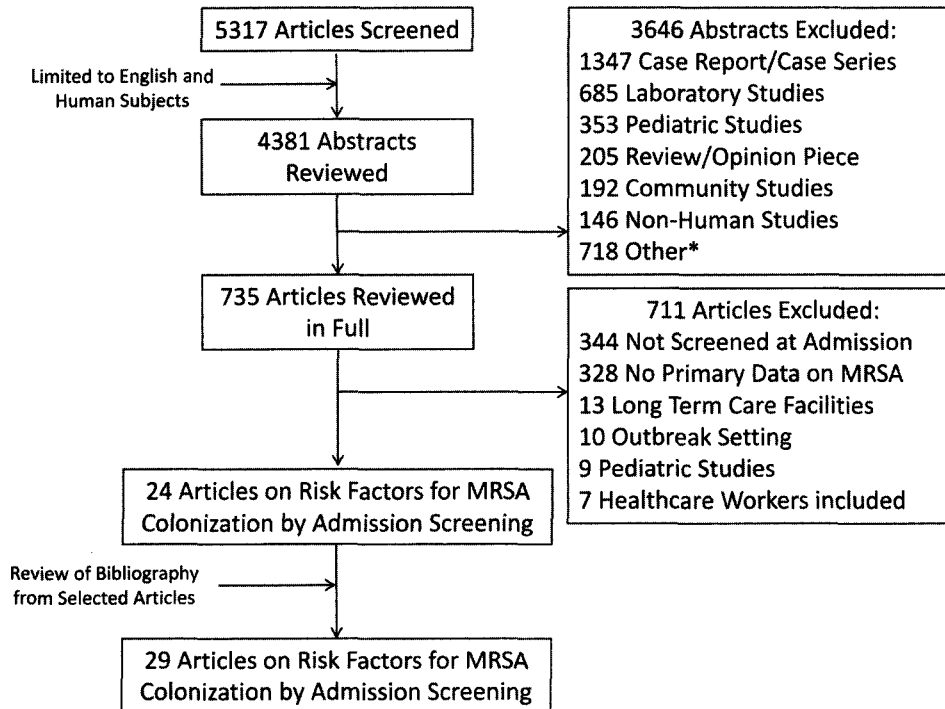 5317 Articles Screened
Limited to English and
Human Subjects
4381 Abstracts
Reviewed
3646 Abstracts Excluded:
1347 Case Report/Case Series
685 Laboratory Studies
353 Pediatric Studies
205 Review/Opinion Piece
192 Community Studies
146 Non-Human Studies
718 Other*
735 Articles Reviewed
in Full
711 Articles Excluded:
344 Not Screened at Admission
328 No Primary Data on MRSA
13 Long Term Care Facilities
10 Outbreak Setting
9 Pediatric Studies
7 Healthcare Workers included
24 Articles on Risk Factors for MRSA
Colonization by Admission Screening
Review of Bibliography
from Selected Articles
29 Articles on Risk Factors for MRSA
Colonization by Admission Screening